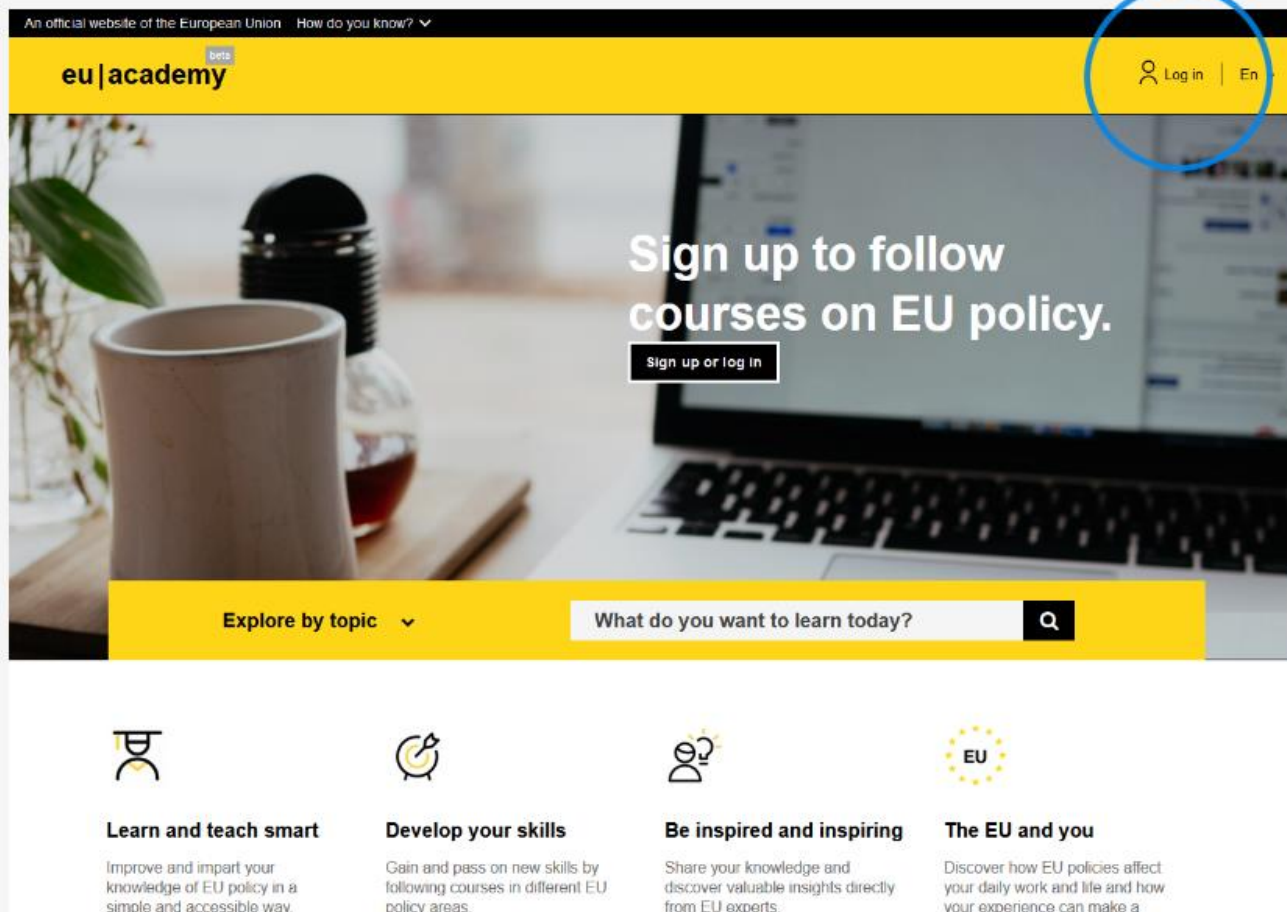 An official website of the European Union How do you know?
eu|academy
beta
Log in
En
Sign up to follow
courses on EU policy.
Sign up or log in
Explore by topic
What do you want to learn today?
EU
Learn and teach smart
Improve and impart your
knowledge of EU policy in a
simple and accessible way.
Develop your skills
Gain and pass on new skills by
following courses in different EU
policy areas.
Be inspired and inspiring
Share your knowledge and
discover valuable insights directly
from EU experts.
The EU and you
Discover how EU policies affect
your daily work and life and how
your experience can make a